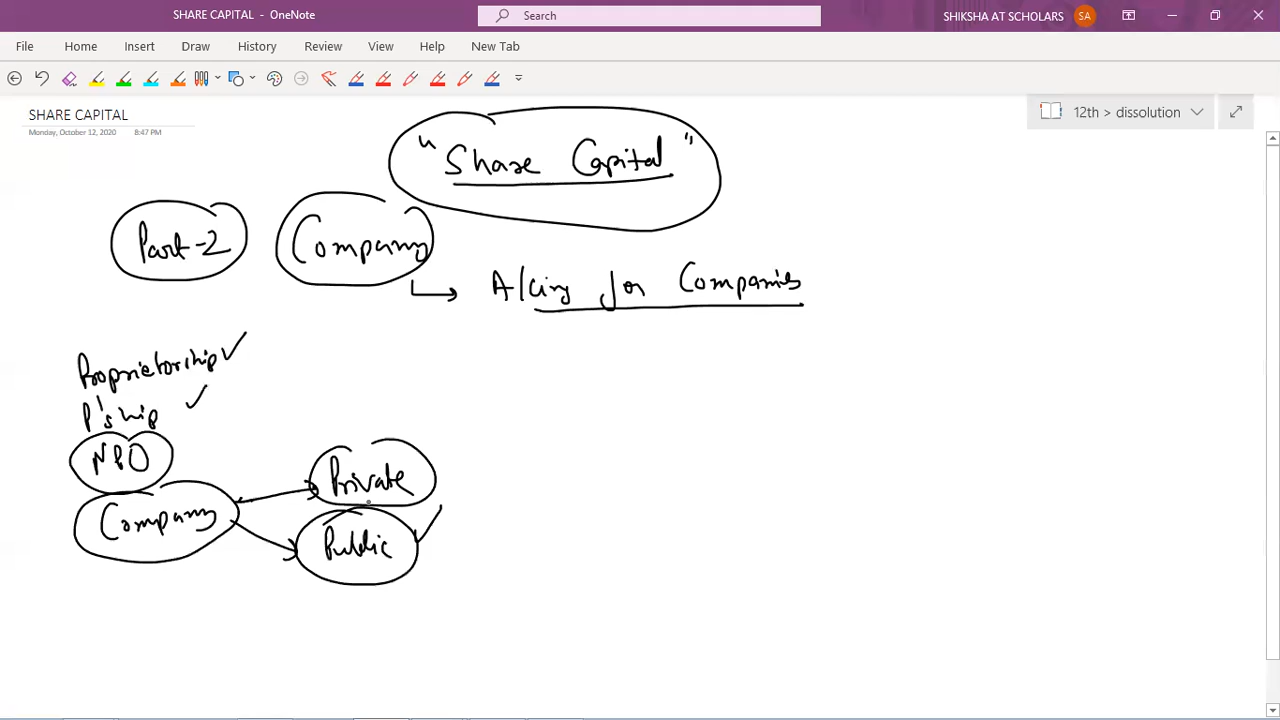 SHARE CAPITAL - OneNote
Search
SHIKSHA AT SCHOLARS SA
File Home Insert Draw History Review View Help New Tab
SHARE CAPITAL
Monday, October 12, 2020 8:47 PM
12th > dissolution
"Share Capital"
Part-2 Company
A/cing for Companies
Proprietorship
P'ship
NPO
Private
Company
Public